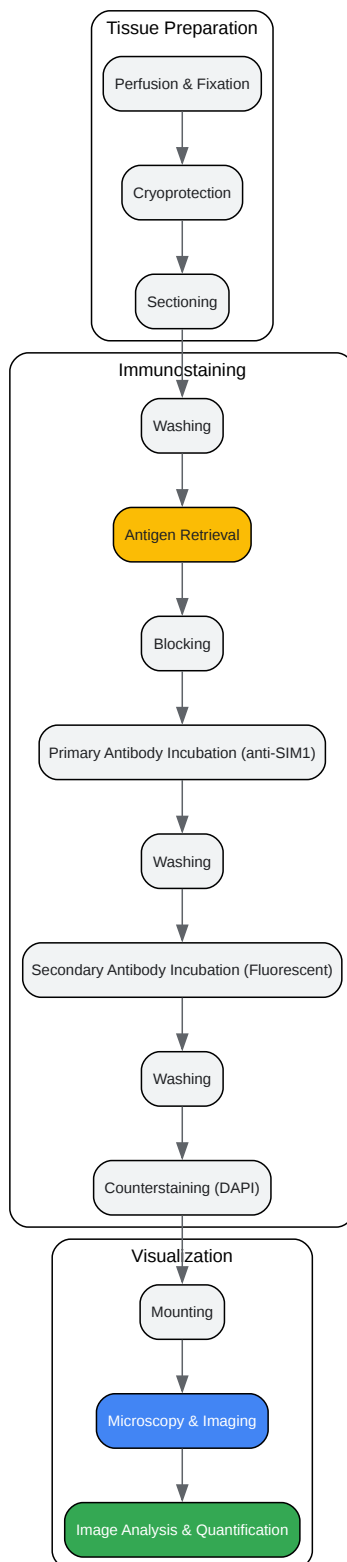 Tissue Preparation
Perfusion & Fixation
Cryoprotection
Sectioning
Immunostaining
Washing
Antigen Retrieval
Blocking
Primary Antibody Incubation (anti-SIM1)
Washing
Secondary Antibody Incubation (Fluorescent)
Washing
Counterstaining (DAPI)
Visualization
Mounting
Microscopy & Imaging
Image Analysis & Quantification